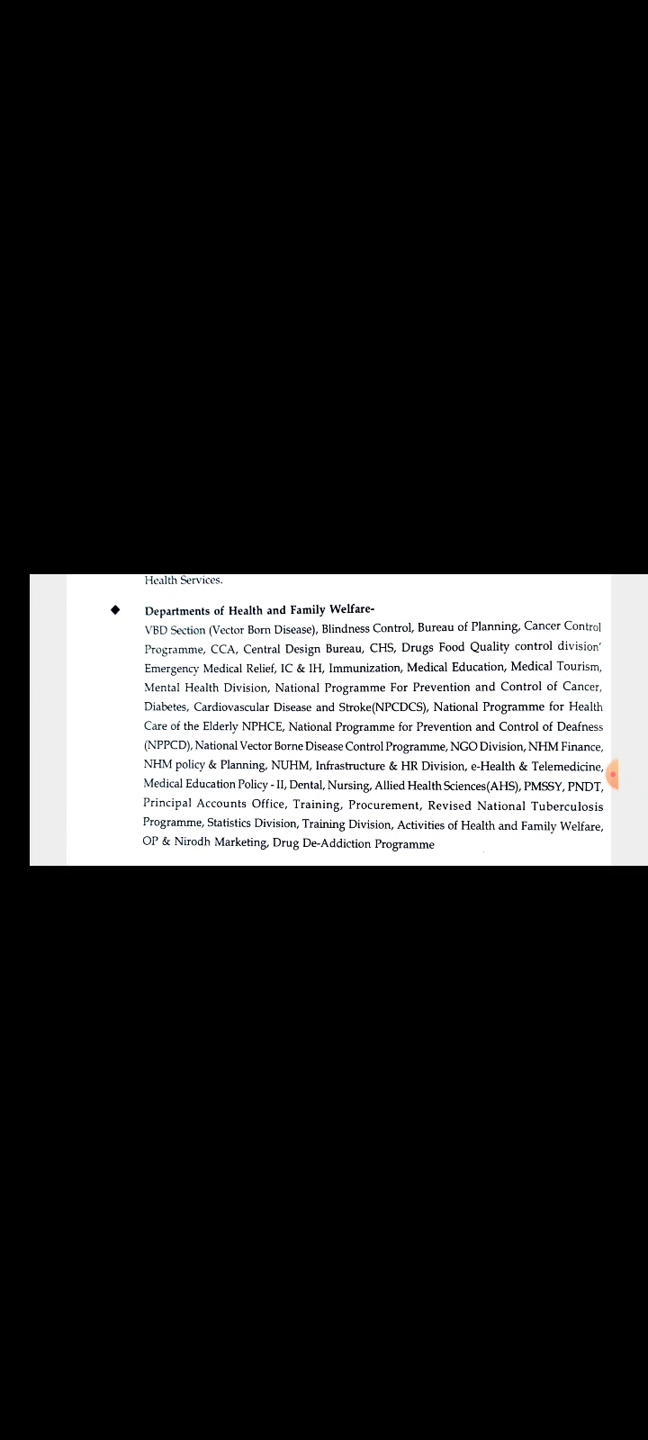 Health Services.
◆ Departments of Health and Family Welfare-
VBD Section (Vector Born Disease), Blindness Control, Bureau of Planning, Cancer Control
Programme, CCA, Central Design Bureau, CHS, Drugs Food Quality control division'
Emergency Medical Relief, IC & IH, Immunization, Medical Education, Medical Tourism,
Mental Health Division, National Programme For Prevention and Control of Cancer,
Diabetes, Cardiovascular Disease and Stroke(NPCDCS), National Programme for Health
Care of the Elderly NPHCE, National Programme for Prevention and Control of Deafness
(NPPCD), National Vector Borne Disease Control Programme, NGO Division, NHM Finance,
NHM policy & Planning, NUHM, Infrastructure & HR Division, e-Health & Telemedicine,
Medical Education Policy - II, Dental, Nursing, Allied Health Sciences(AHS), PMSSY, PNDT,
Principal Accounts Office, Training, Procurement, Revised National Tuberculosis
Programme, Statistics Division, Training Division, Activities of Health and Family Welfare,
OP & Nirodh Marketing, Drug De-Addiction Programme